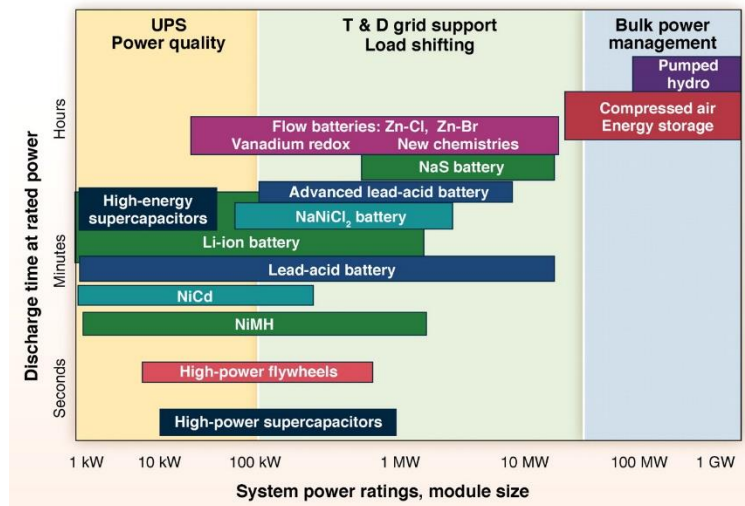 UPS
Power quality
T & D grid support
Load shifting
Bulk power
management
Pumped
hydro
Compressed air
Energy storage
Flow batteries: Zn-Cl, Zn-Br
Vanadium redox New chemistries
NaS battery
High-energy
supercapacitors
Advanced lead-acid battery
NaNiCl₂ battery
Li-ion battery
Lead-acid battery
NiCd
NiMH
High-power flywheels
High-power supercapacitors
Discharge time at rated power
Hours
Minutes
Seconds
1 kW 10 kW 100 kW 1 MW 10 MW 100 MW 1 GW
System power ratings, module size